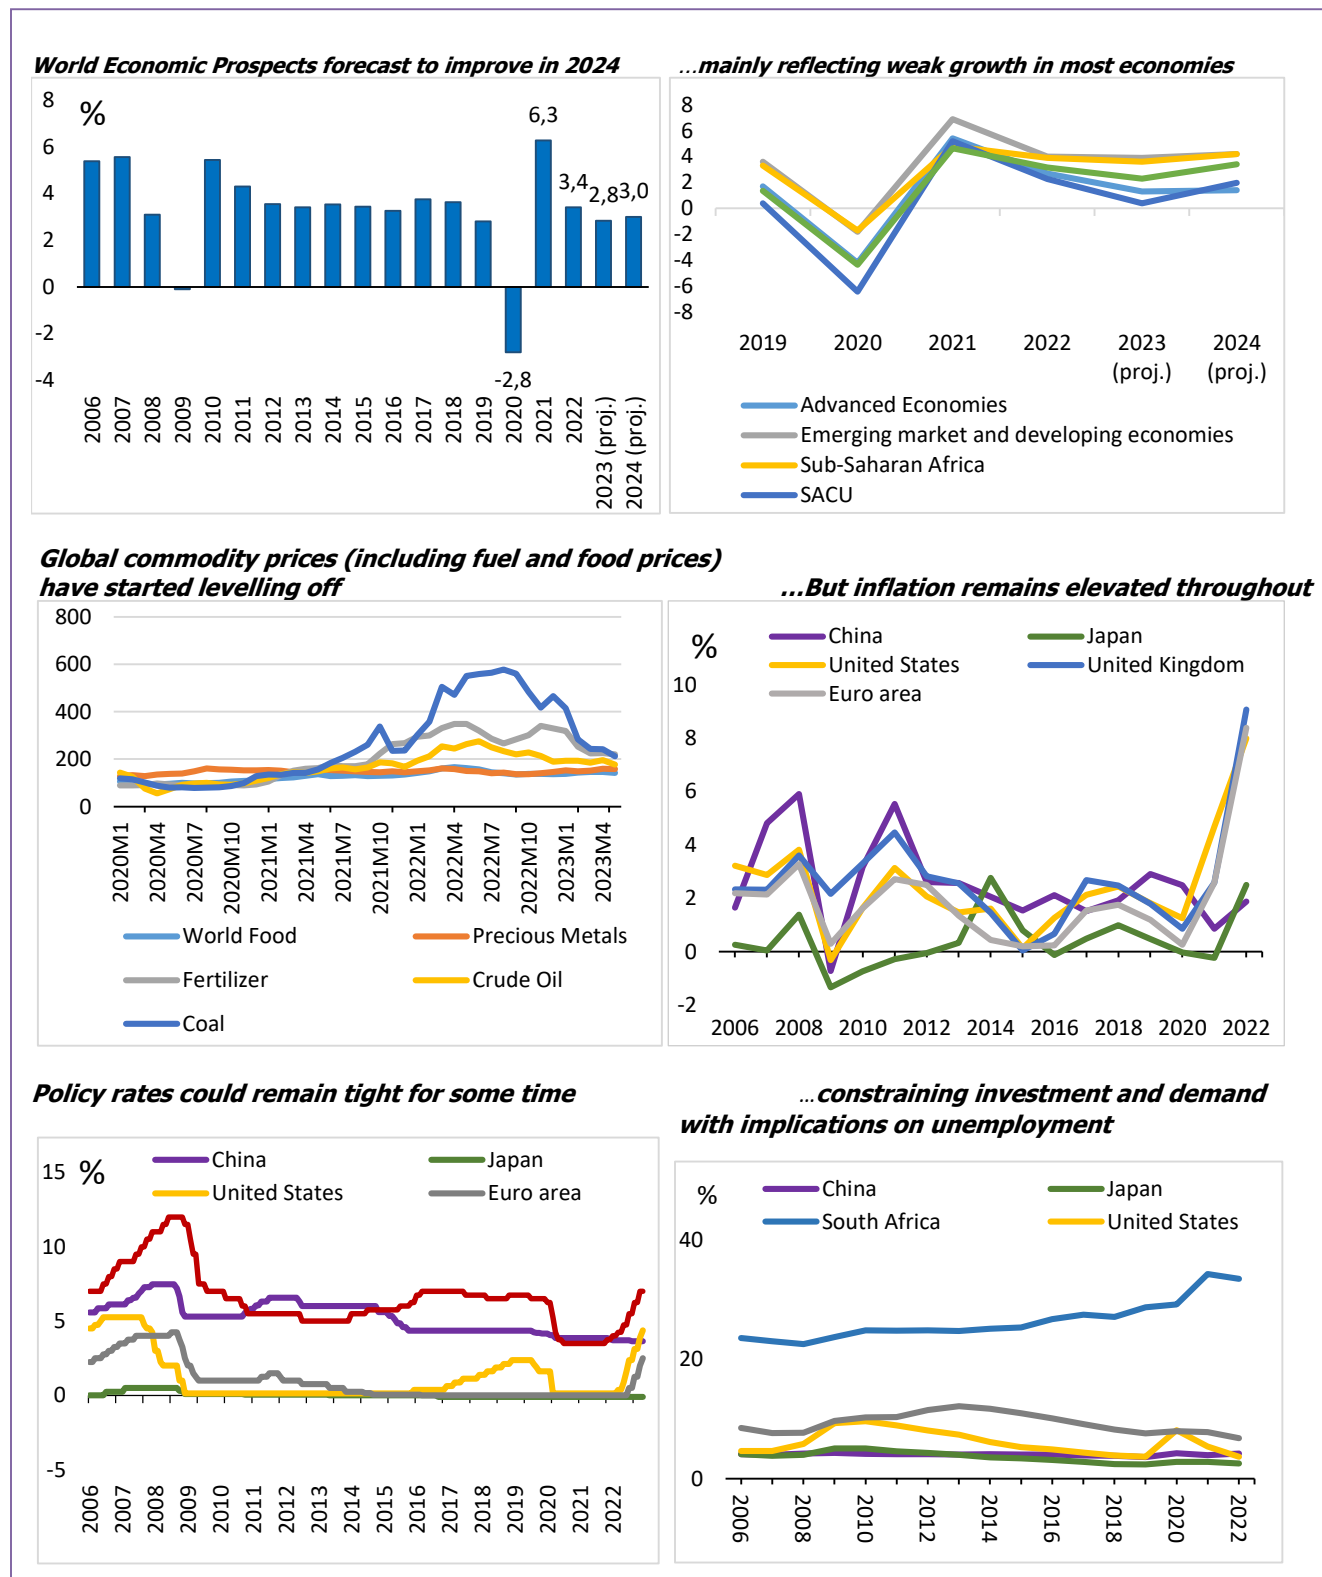 World Economic Prospects forecast to improve in 2024
%
8
6
4
2
0
-2
-4
6,3
3,4
2,8
3,0
-2,8
2006
2007
2008
2009
2010
2011
2012
2013
2014
2015
2016
2017
2018
2019
2020
2021
2022
2023 (proj.)
2024 (proj.)
...mainly reflecting weak growth in most economies
8
6
4
2
0
-2
-4
-6
-8
2019
2020
2021
2022
2023 (proj.)
2024 (proj.)
Advanced Economies
Emerging market and developing economies
Sub-Saharan Africa
SACU
Global commodity prices (including fuel and food prices)
have started levelling off
800
600
400
200
0
2020M1
2020M4
2020M7
2020M10
2021M1
2021M4
2021M7
2021M10
2022M1
2022M4
2022M7
2022M10
2023M1
2023M4
World Food
Precious Metals
Fertilizer
Crude Oil
Coal
...But inflation remains elevated throughout
%
China
Japan
United States
United Kingdom
Euro area
10
8
6
4
2
0
-2
2006
2008
2010
2012
2014
2016
2018
2020
2022
Policy rates could remain tight for some time
%
China
Japan
United States
Euro area
15
10
5
0
-5
2006
2007
2008
2009
2010
2011
2012
2013
2014
2015
2016
2017
2018
2019
2020
2021
2022
...constraining investment and demand
with implications on unemployment
%
China
Japan
South Africa
United States
40
20
0
2006
2008
2010
2012
2014
2016
2018
2020
2022